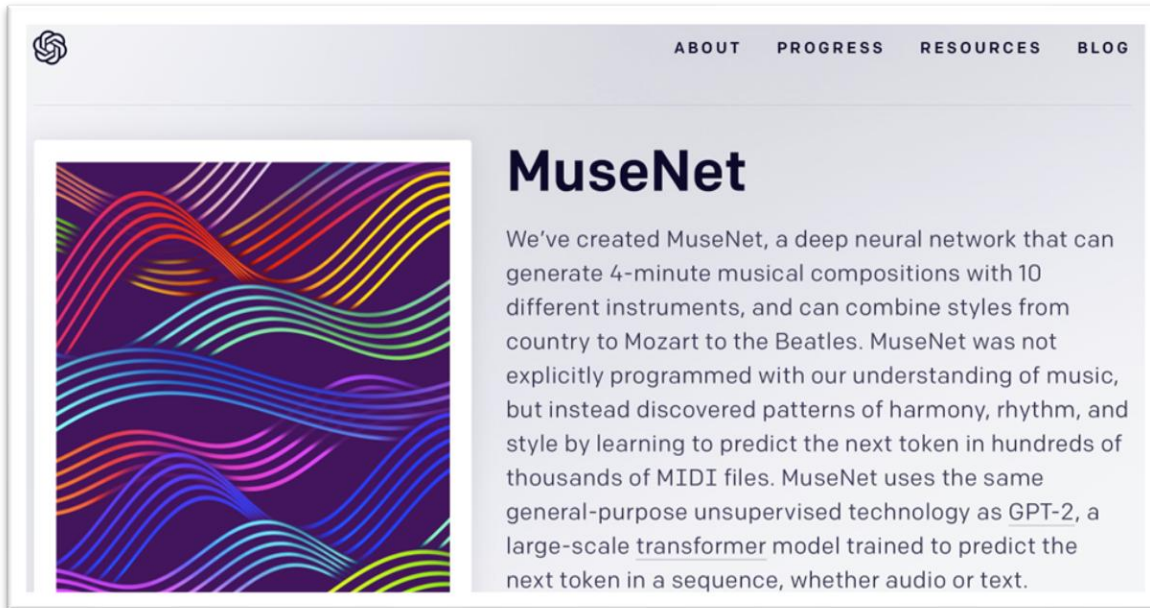 ABOUT PROGRESS RESOURCES BLOG
MuseNet
We’ve created MuseNet, a deep neural network that can
generate 4-minute musical compositions with 10
different instruments, and can combine styles from
country to Mozart to the Beatles. MuseNet was not
explicitly programmed with our understanding of music,
but instead discovered patterns of harmony, rhythm, and
style by learning to predict the next token in hundreds of
thousands of MIDI files. MuseNet uses the same
general-purpose unsupervised technology as GPT-2, a
large-scale transformer model trained to predict the
next token in a sequence, whether audio or text.